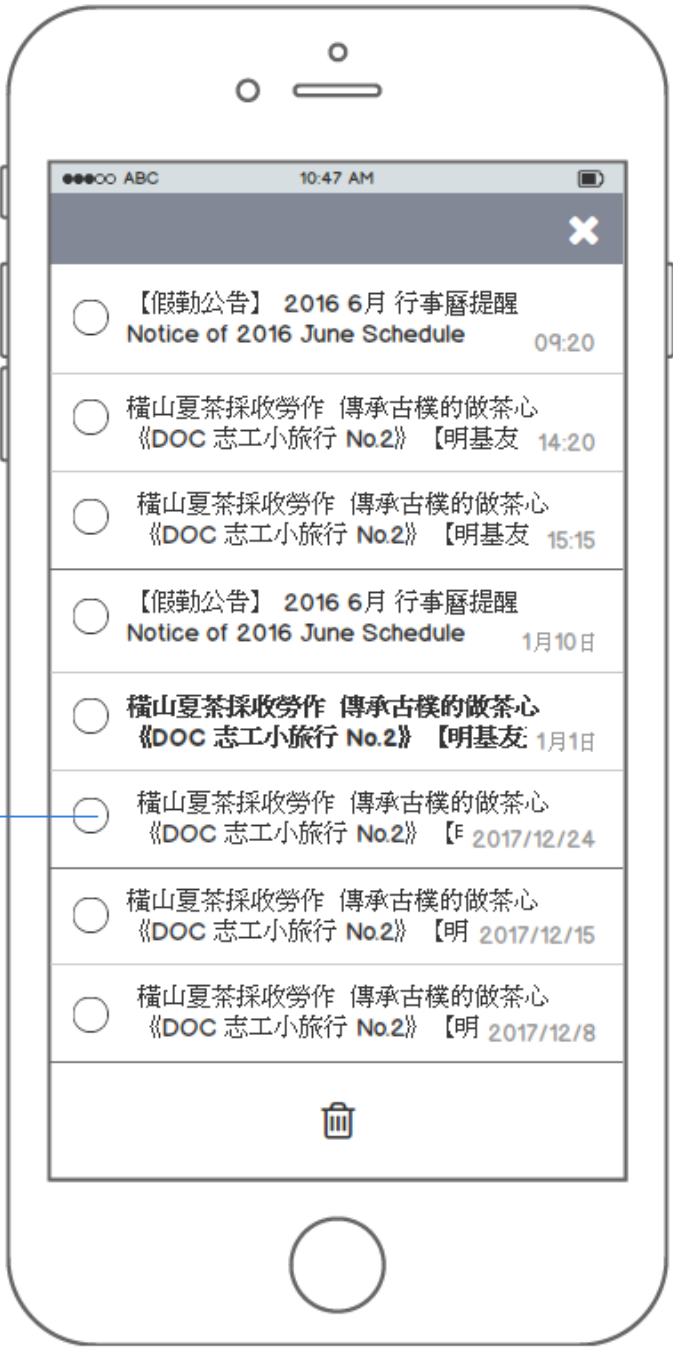 ABC 10:47 AM
【假勤公告】 2016 6月 行事曆提醒
Notice of 2016 June Schedule 09:20
橫山夏茶採收勞作 傳承古樸的做茶心
《DOC 志工小旅行 No.2》 【明基友 14:20
橫山夏茶採收勞作 傳承古樸的做茶心
《DOC 志工小旅行 No.2》 【明基友 15:15
【假勤公告】 2016 6月 行事曆提醒
Notice of 2016 June Schedule 1月10日
橫山夏茶採收勞作 傳承古樸的做茶心
《DOC 志工小旅行 No.2》 【明基友 1月1日
橫山夏茶採收勞作 傳承古樸的做茶心
《DOC 志工小旅行 No.2》 【 2017/12/24
橫山夏茶採收勞作 傳承古樸的做茶心
《DOC 志工小旅行 No.2》 【明 2017/12/15
橫山夏茶採收勞作 傳承古樸的做茶心
《DOC 志工小旅行 No.2》 【明 2017/12/8